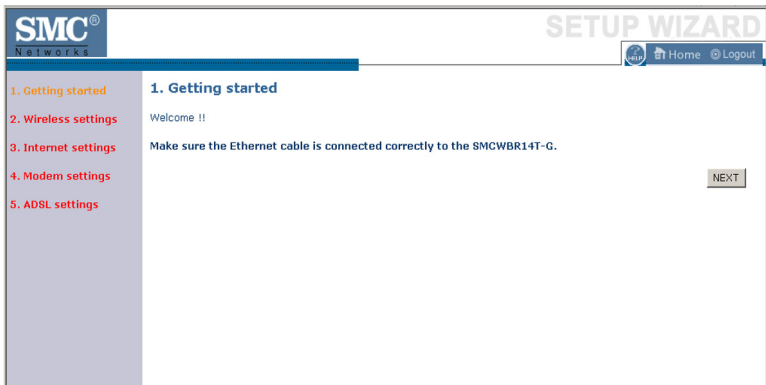 SMC®
Networks
SETUP WIZARD
HELP Home Logout
1. Getting started
2. Wireless settings
3. Internet settings
4. Modem settings
5. ADSL settings
1. Getting started
Welcome !!
Make sure the Ethernet cable is connected correctly to the SMCWBR14T-G.
NEXT